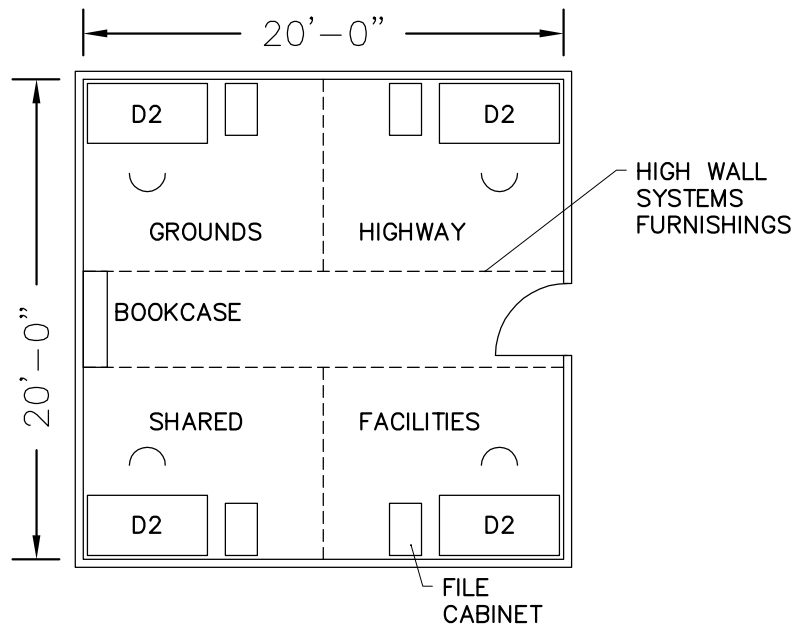 20'-0"
D2
D2
HIGH WALL
SYSTEMS
FURNISHINGS
GROUNDS
HIGHWAY
20'-0"
BOOKCASE
SHARED
FACILITIES
D2
D2
FILE
CABINET